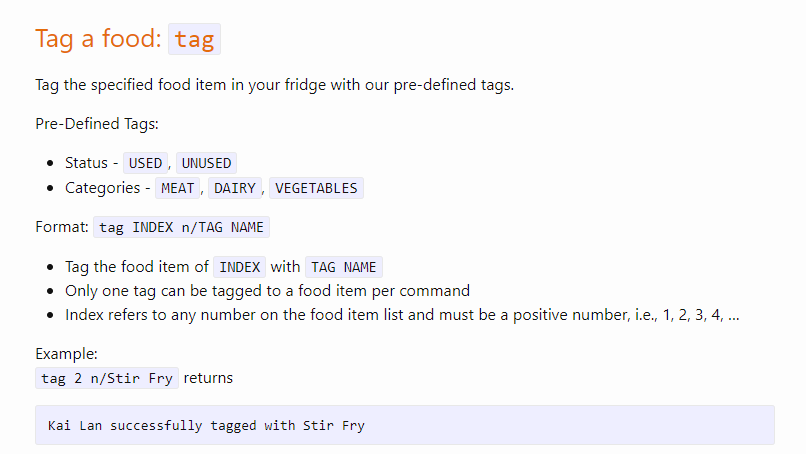 Tag a food: tag
Tag the specified food item in your fridge with our pre-defined tags.
Pre-Defined Tags:
• Status - USED, UNUSED
• Categories - MEAT, DAIRY, VEGETABLES
Format: tag INDEX n/TAG NAME
• Tag the food item of INDEX with TAG NAME
• Only one tag can be tagged to a food item per command
• Index refers to any number on the food item list and must be a positive number, i.e., 1, 2, 3, 4, ...
Example:
tag 2 n/Stir Fry returns
Kai Lan successfully tagged with Stir Fry